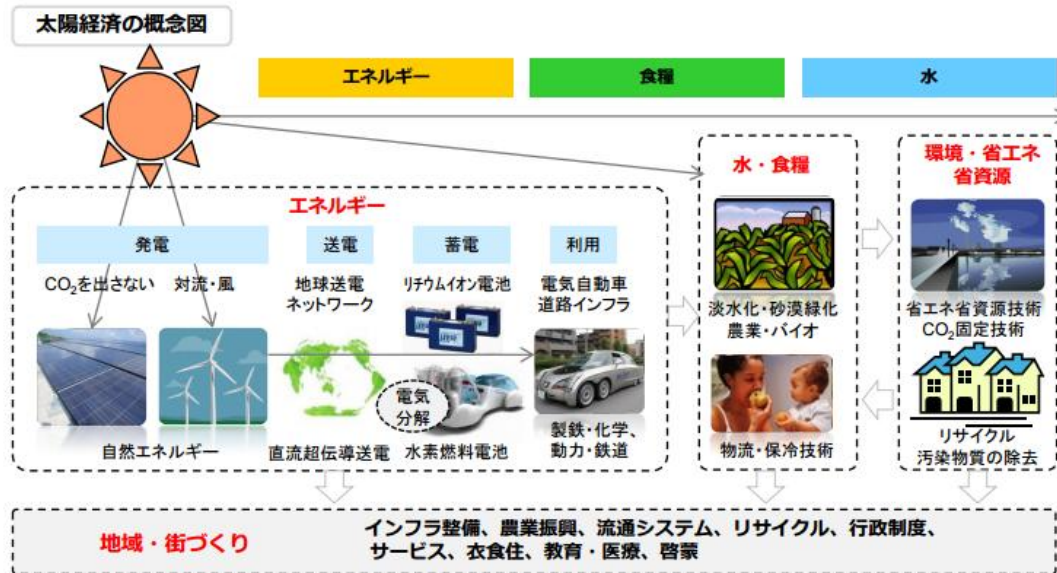 太陽経済の概念図
エネルギー
食糧
水
エネルギー
発電
送電
蓄電
利用
CO₂を出さない
対流・風
地球送電
ネットワーク
リチウムイオン電池
電気自動車
道路インフラ
電気
分解
自然エネルギー
直流超伝導送電
水素燃料電池
製鉄・化学、
動力・鉄道
水・食糧
淡水化・砂漠緑化
農業・バイオ
物流・保冷技術
環境・省エネ
省資源
省エネ省資源技術
CO₂固定技術
リサイクル
汚染物質の除去
地域・街づくり
インフラ整備、農業振興、流通システム、リサイクル、行政制度、
サービス、衣食住、教育・医療、啓蒙